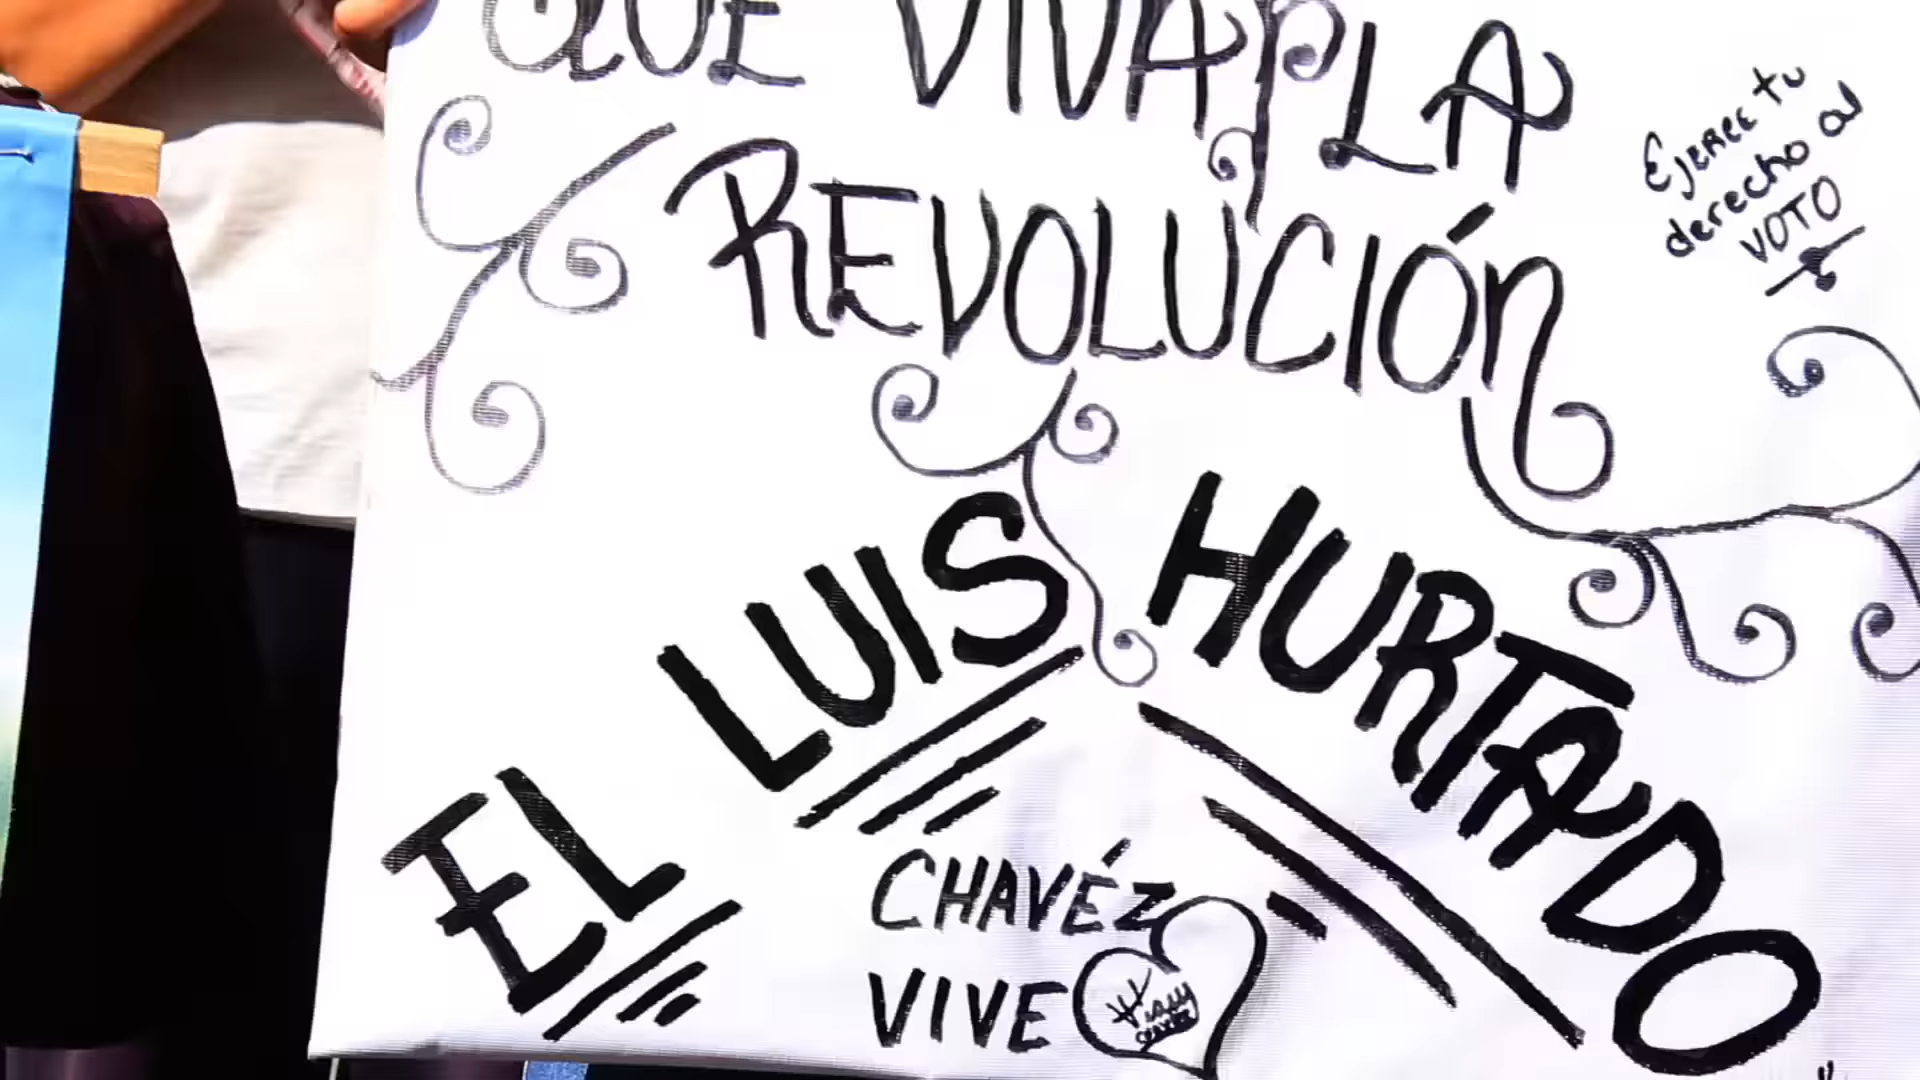 QUE VIVA LA
REVOLUCIÓn
EJERCE tu
derecho al
VOTO
EL LUIS HURTADO
CHAVÉZ
VIVE